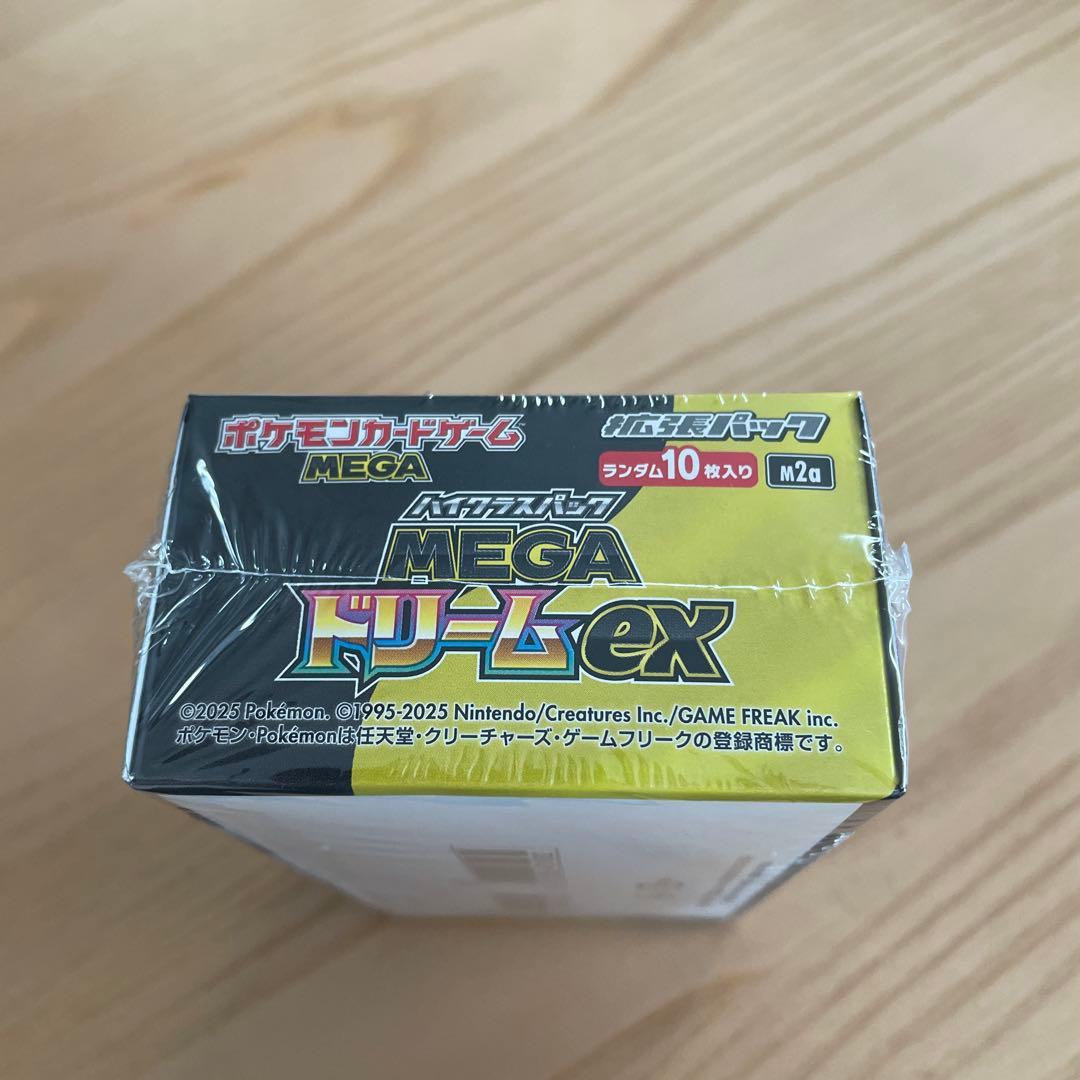 ポケモンカードゲーム
MEGA
拡張パック
ランダム10枚入り
M2a
ハイクラスパック
MEGA
ドリームex
©2025 Pokémon. ©1995-2025 Nintendo/Creatures Inc./GAME FREAK inc.
ポケモン・Pokémonは任天堂・クリーチャーズ・ゲームフリークの登録商標です。